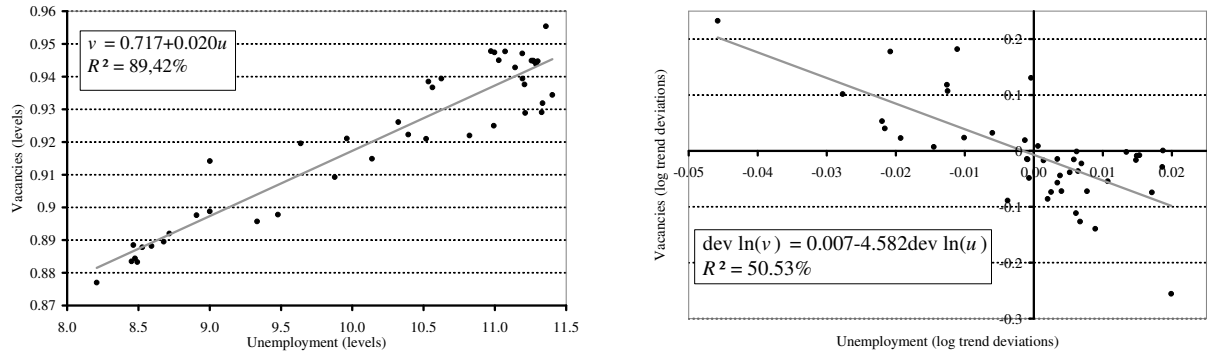 0.96
0.95
0.94
0.93
0.92
0.91
0.9
0.89
0.88
0.87
Vacancies (levels)
v = 0.717+0.020u
R² = 89,42%
8.0 8.5 9.0 9.5 10.0 10.5 11.0 11.5
Unemployment (levels)
0.2
0.1
0
-0.1
-0.2
-0.3
Vacancies (log trend deviations)
-0.05 -0.04 -0.03 -0.02 -0.01 0.00 0.01 0.02
dev ln(v) = 0.007-4.582dev ln(u)
R² = 50.53%
Unemployment (log trend deviations)